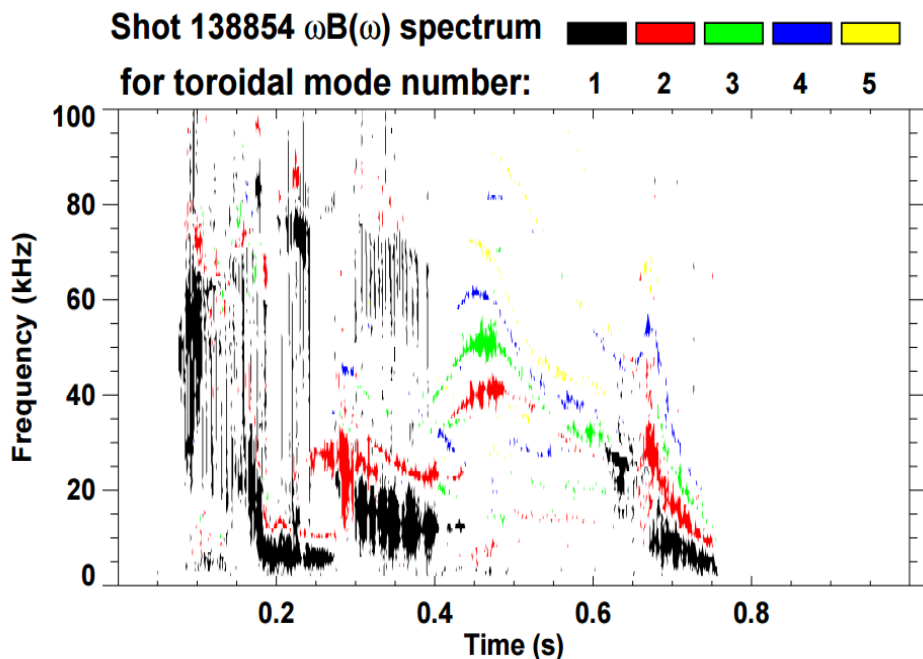 Shot 138854 ωB(ω) spectrum
for toroidal mode number: 1 2 3 4 5
100
80
60
40
20
0
Frequency (kHz)
0.2 0.4 0.6 0.8
Time (s)